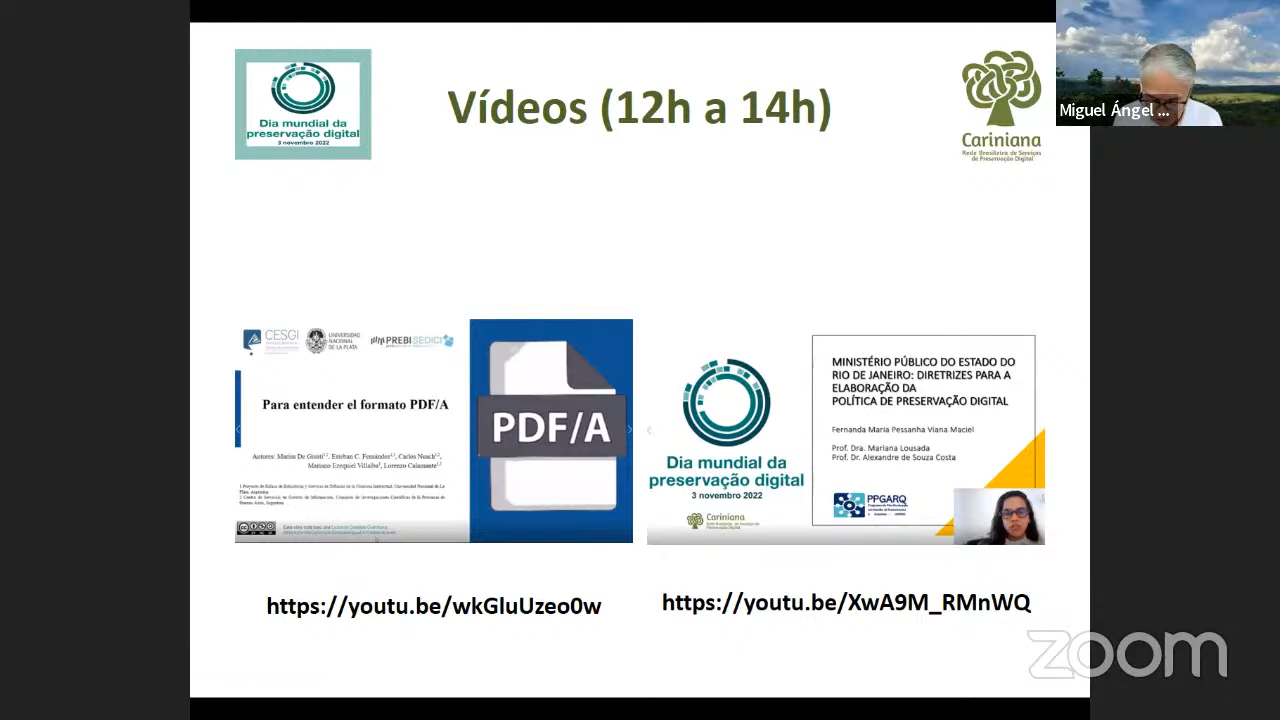 Dia mundial da
preservação digital
3 novembro 2022
Vídeos (12h a 14h)
Cariniana
Rede Brasileira de Serviços
de Preservação Digital
Miguel Ángel ...
CESGI
UNIVERSIDAD
NACIONAL
DE LA PLATA
PREBI SEDICI
Para entender el formato PDF/A
Autores: Marisa De Giusti
Esteban C. Fernández
Carlos Nusch
Mariano Ezequiel Villalba
Lorenzo Calamante
PDF/A
Dia mundial da
preservação digital
3 novembro 2022
Cariniana
MINISTÉRIO PÚBLICO DO ESTADO DO
RIO DE JANEIRO: DIRETRIZES PARA A
ELABORAÇÃO DA
POLÍTICA DE PRESERVAÇÃO DIGITAL
Fernanda Maria Pessanha Viana Maciel
Prof. Dra. Mariana Lousada
Prof. Dr. Alexandre de Souza Costa
PPGARQ
https://youtu.be/wkGluUzeo0w
https://youtu.be/XwA9M_RMnWQ
zoom